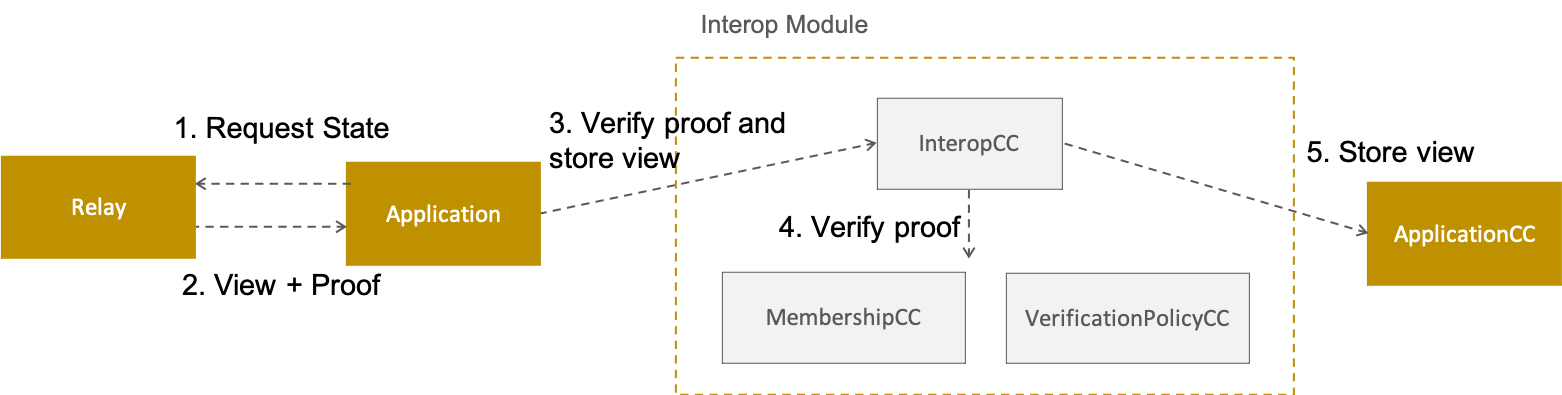 Interop Module
1. Request State
3. Verify proof and
store view
InteropCC
5. Store view
Relay
Application
4. Verify proof
ApplicationCC
2. View + Proof
MembershipCC
VerificationPolicyCC